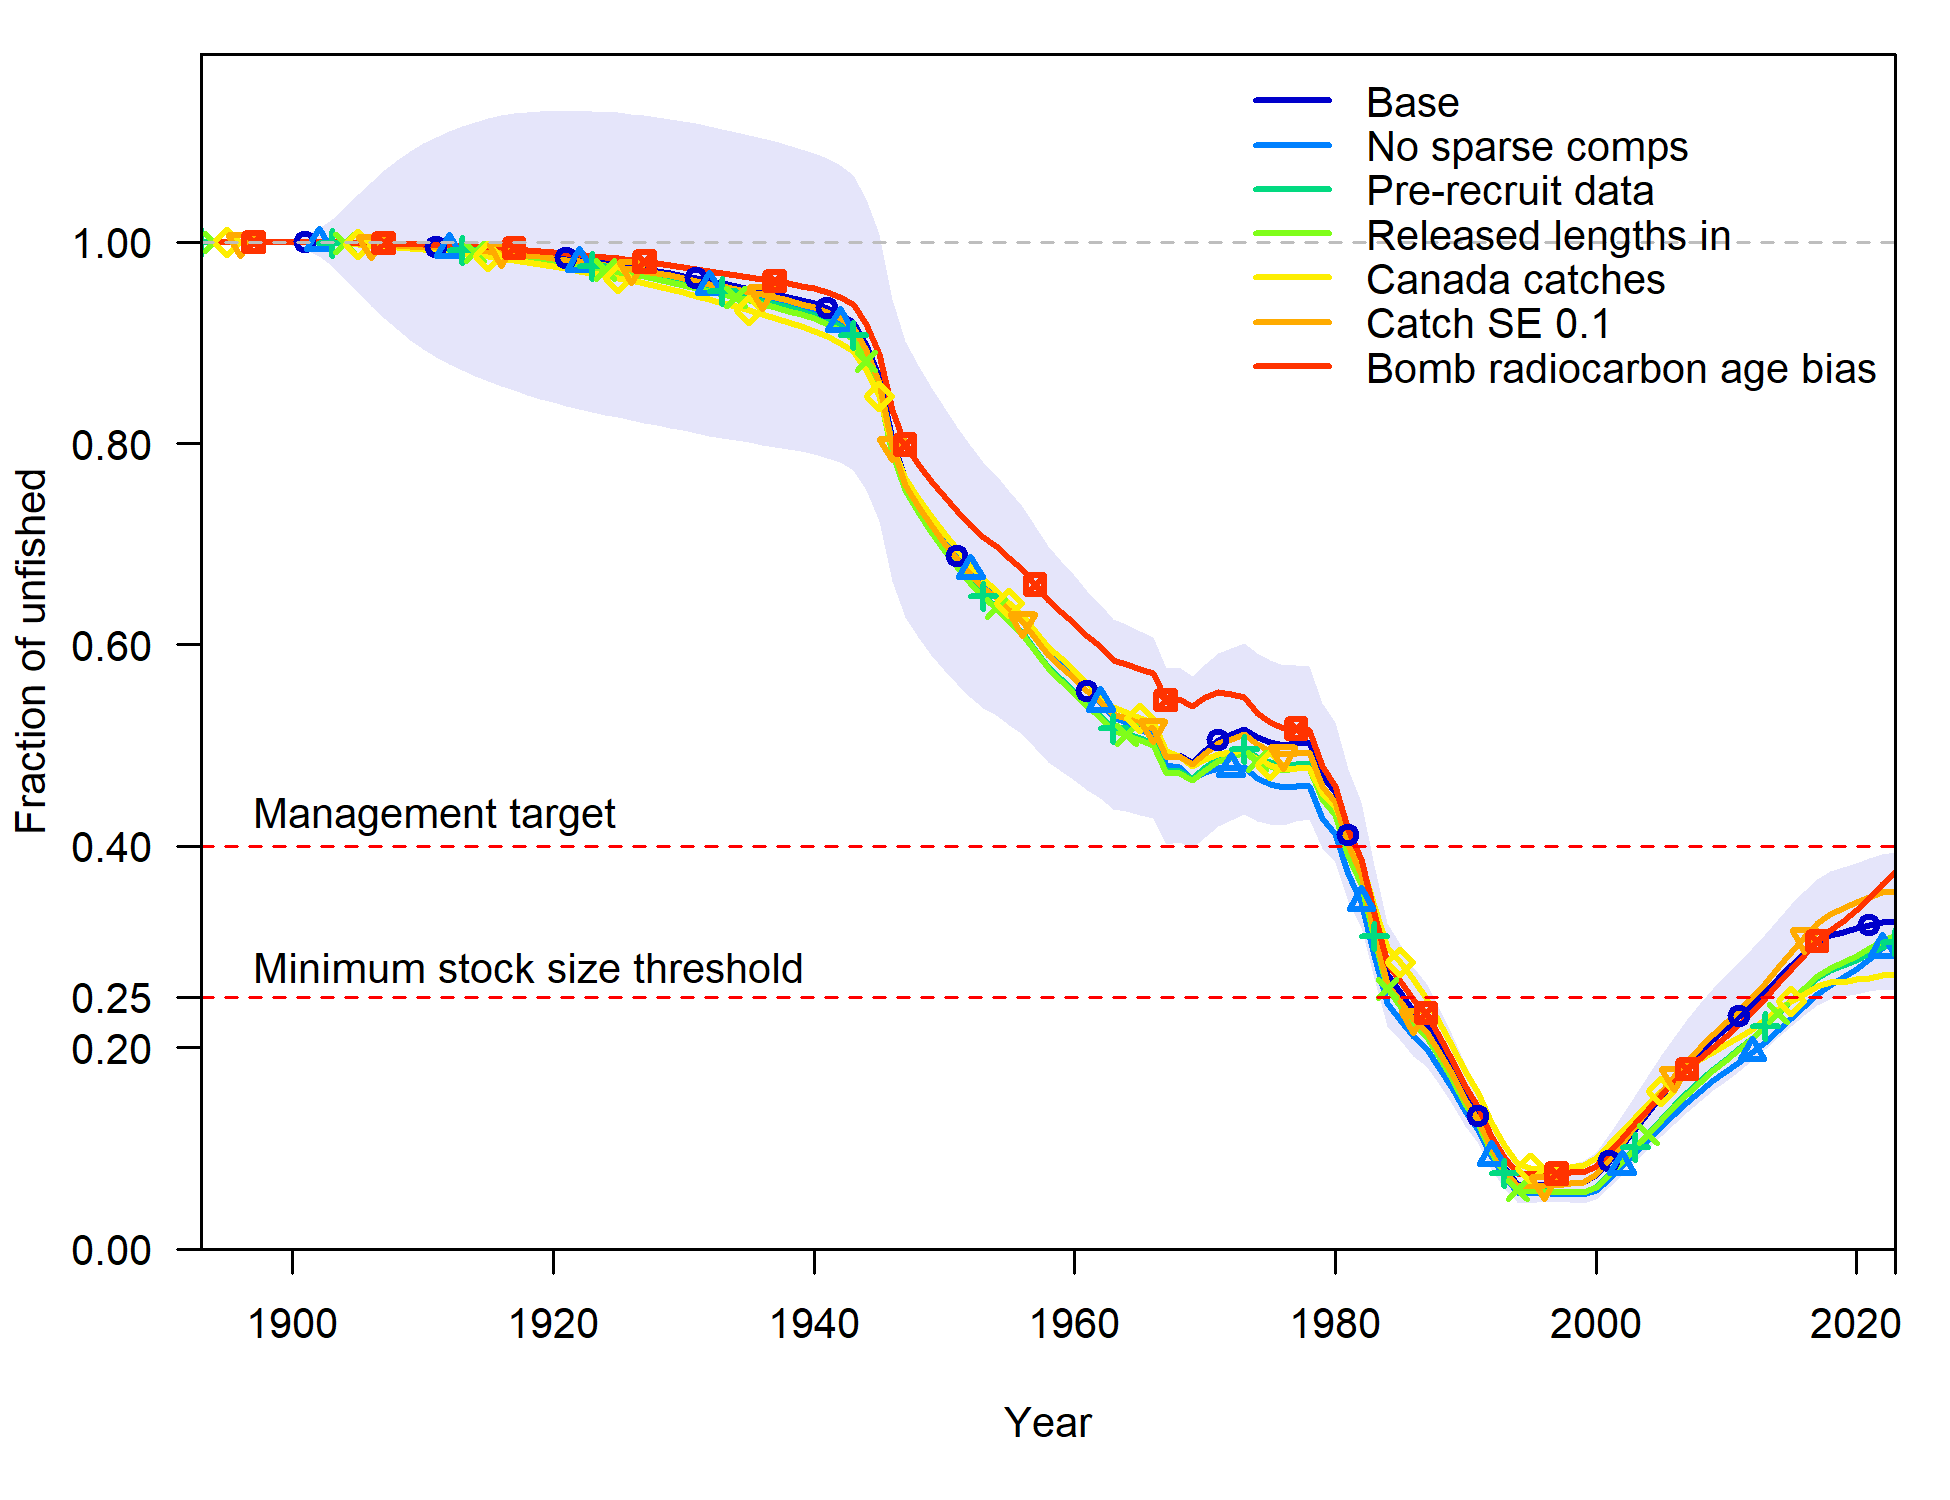 Base
No sparse comps
Pre-recruit data
Released lengths in
Canada catches
Catch SE 0.1
Bomb radiocarbon age bias
1.00
0.80
0.60
0.40
0.25
0.20
0.00
Fraction of unfished
Management target
Minimum stock size threshold
1900 1920 1940 1960 1980 2000 2020
Year